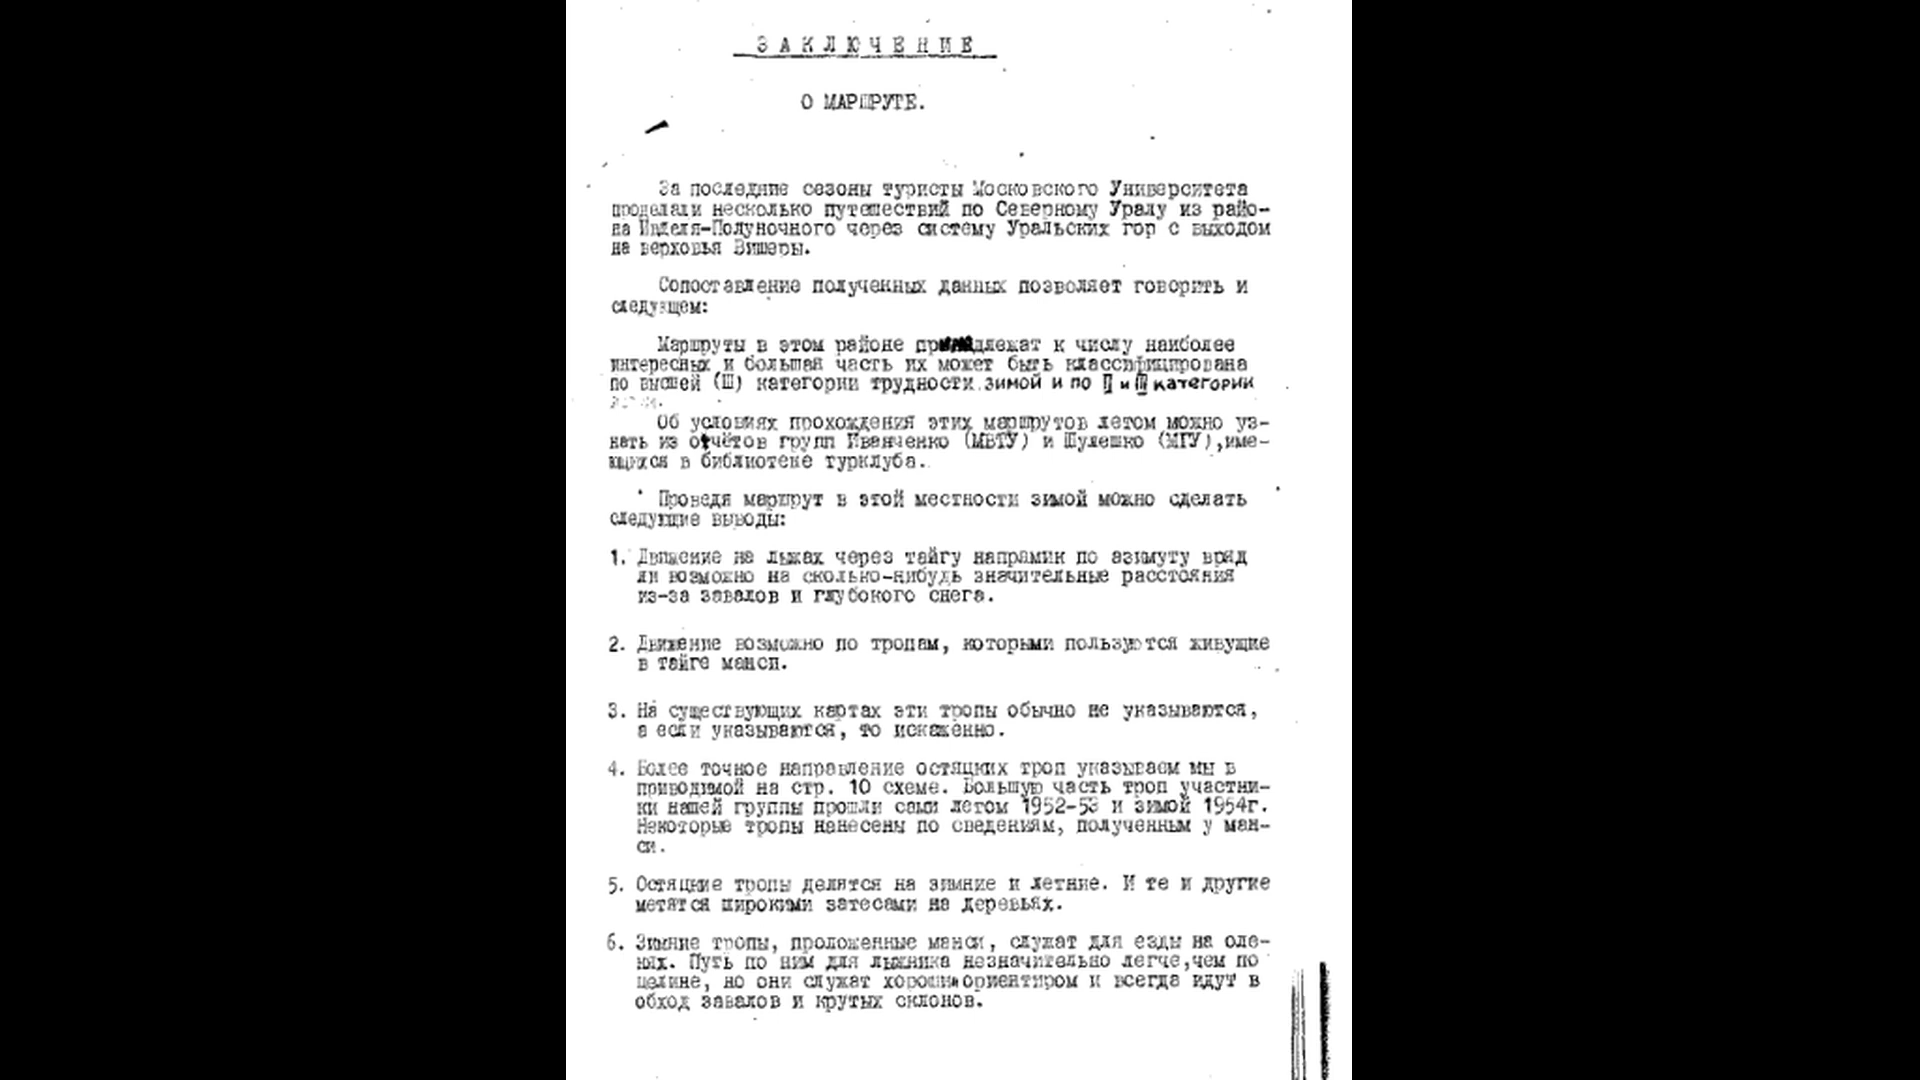 ЗАКЛЮЧЕНИЕ
О МАРШРУТЕ.
За последние сезоны туристы Московского Университета
проделали несколько путешествий по Северному Уралу из райо-
на Ивделя-Полуночного через систему Уральских гор с выходом
на верховья Вишеры.
Сопоставление полученных данных позволяет говорить и
следующем:
Маршруты в этом районе принадлежат к числу наиболее
интересных и большая часть их может быть классифицирована
по высшей (Ш) категории трудности зимой и по II и III категории
Об условиях прохождения этих маршрутов летом можно уз-
нать из отчётов групп Иванченко (МВТУ) и Шулешко (МГУ),име-
ющихся в библиотеке турклуба.
Проведя маршрут в этой местности зимой можно сделать
следующие выводы:
1. Движение на лыжах через тайгу напрамик по азимуту вряд
ли возможно на сколько-нибудь значительные расстояния
из-за завалов и глубокого снега.
2. Движение возможно по тропам, которыми пользуются живущие
в тайге манси.
3. На существующих картах эти тропы обычно не указываются,
а если указываются, то искаженно.
4. Более точное направление остяцких троп указываем мы в
приводимой на стр. 10 схеме. Большую часть троп участни-
ки нашей группы прошли сами летом 1952-53 и зимой 1954г.
Некоторые тропы нанесены по сведениям, полученным у ман-
си.
5. Остяцкие тропы делятся на зимние и летние. И те и другие
метятся широкими затесами на деревьях.
6. Зимние тропы, проложенные манси, служат для езды на оле-
нях. Путь по ним для лыжника незначительно легче,чем по
целине, но они служат хорошим ориентиром и всегда идут в
обход завалов и крутых склонов.